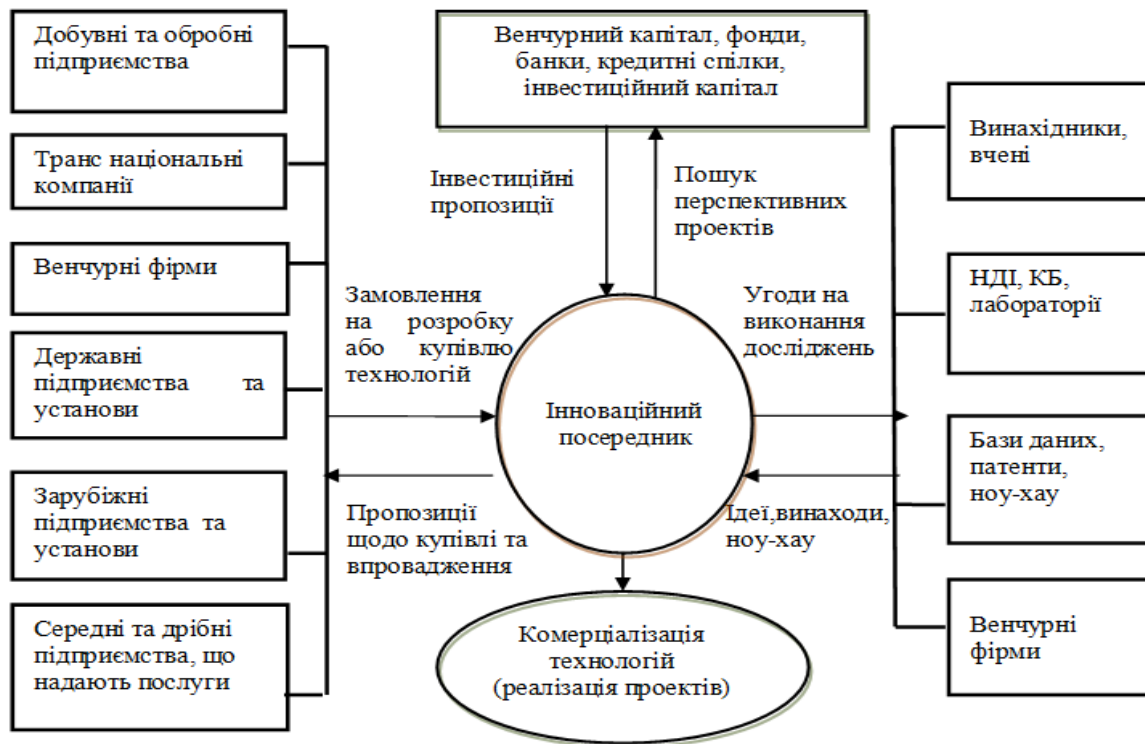 Добувні та обробні
підприємства
Транс національні
компанії
Венчурні фірми
Державні
підприємства та
установи
Зарубіжні
підприємства та
установи
Середні та дрібні
підприємства, що
надають послуги
Венчурний капітал, фонди,
банки, кредитні спілки,
інвестиційний капітал
Інвестиційні
пропозиції
Пошук
перспективних
проектів
Замовлення
на розробку
або купівлю
технологій
Угоди на
виконання
досліджень
Інноваційний
посередник
Пропозиції
щодо купівлі та
впровадження
Ідеї,винаходи,
ноу-хау
Комерціалізація
технологій
(реалізація проектів)
Винахідники,
вчені
НДІ, КБ,
лабораторії
Бази даних,
патенти,
ноу-хау
Венчурні
фірми